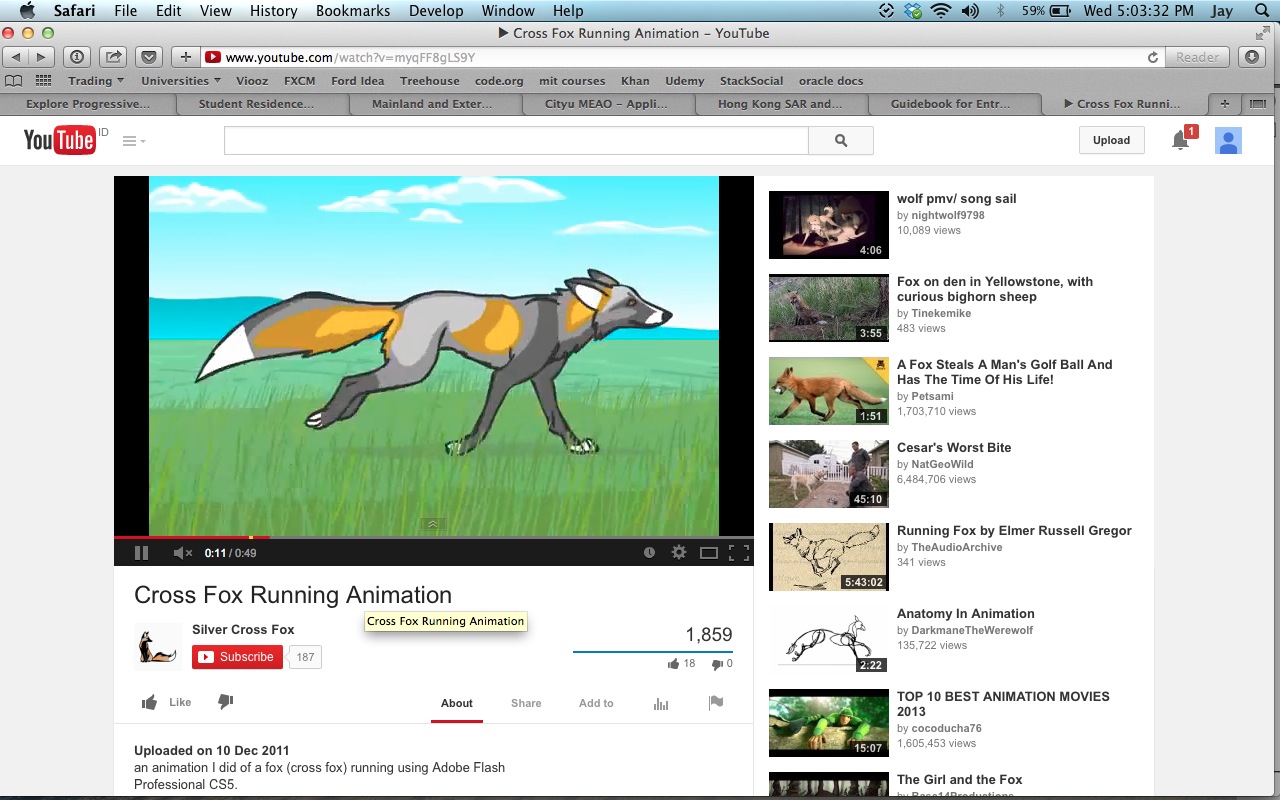 Safari File Edit View History Bookmarks Develop Window Help 59% Wed 5:03:32 PM Jay
Cross Fox Running Animation – YouTube
www.youtube.com/watch?v=myqFF8gLS9Y Reader
Trading Universities Viooz FXCM Ford Idea Treehouse code.org mit courses Khan Udemy StackSocial oracle docs
Explore Progressive... Student Residence... Mainland and Exter... Cityu MEAO – Appli... Hong Kong SAR and... Guidebook for Entr... Cross Fox Runni...
YouTube ID Upload 1
0:11 / 0:49
Cross Fox Running Animation
Cross Fox Running Animation
Silver Cross Fox
Subscribe 187
1,859
18 0
Like
About Share Add to
Uploaded on 10 Dec 2011
an animation I did of a fox (cross fox) running using Adobe Flash
Professional CS5.
wolf pmv/ song sail
by nightwolf9798
10,089 views
4:06
Fox on den in Yellowstone, with
curious bighorn sheep
by Tinekemike
483 views
3:55
A Fox Steals A Man's Golf Ball And
Has The Time Of His Life!
by Petsami
1,703,710 views
1:51
Cesar's Worst Bite
by NatGeoWild
6,484,706 views
45:10
Running Fox by Elmer Russell Gregor
by TheAudioArchive
341 views
5:43:02
Anatomy In Animation
by DarkmaneTheWerewolf
135,722 views
2:22
TOP 10 BEST ANIMATION MOVIES
2013
by cocoducha76
1,605,453 views
15:07
The Girl and the Fox
by Base14Productions